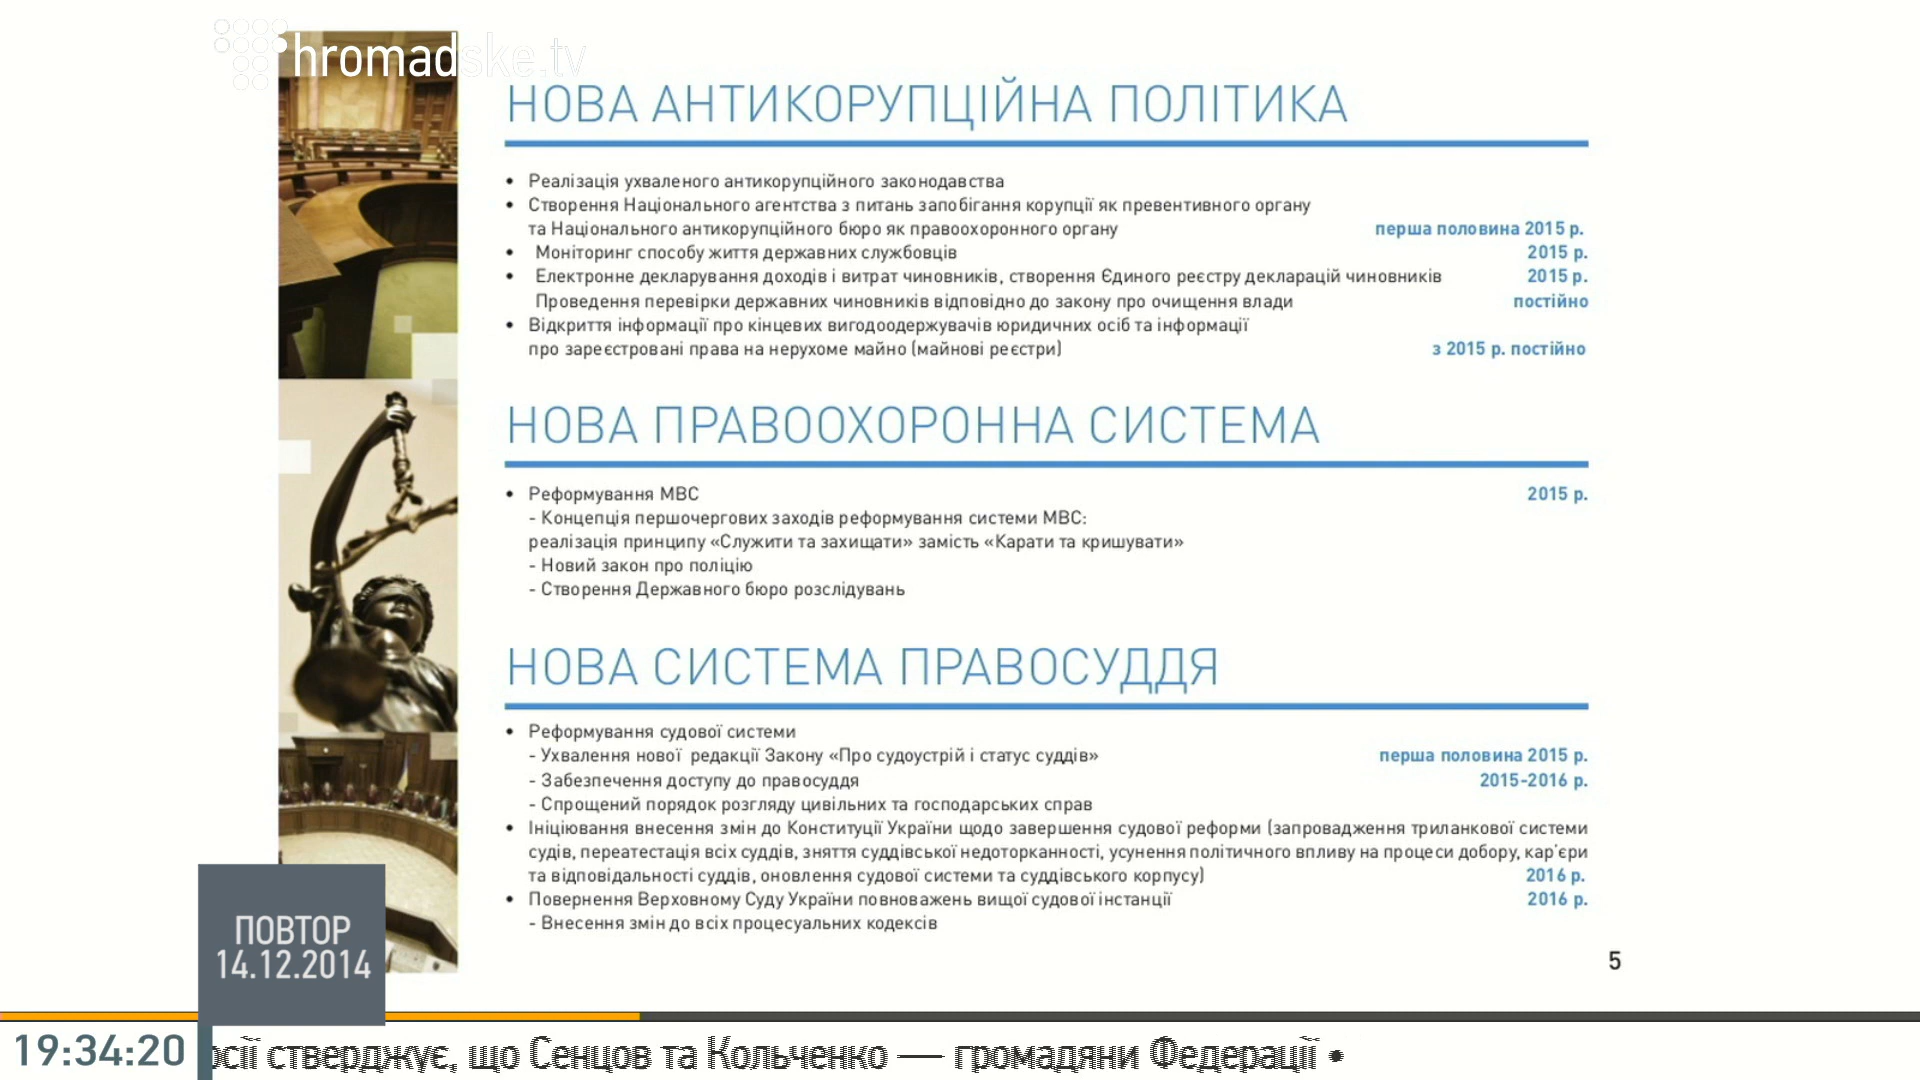 hromadske.tv
НОВА АНТИКОРУПЦІЙНА ПОЛІТИКА
• Реалізація ухваленого антикорупційного законодавства
• Створення Національного агентства з питань запобігання корупції як превентивного органу
та Національного антикорупційного бюро як правоохоронного органу перша половина 2015 р.
• Моніторинг способу життя державних службовців 2015 р.
• Електронне декларування доходів і витрат чиновників, створення Єдиного реєстру декларацій чиновників 2015 р.
Проведення перевірки державних чиновників відповідно до закону про очищення влади постійно
• Відкриття інформації про кінцевих вигодоодержувачів юридичних осіб та інформації
про зареєстровані права на нерухоме майно (майнові реєстри) з 2015 р. постійно
НОВА ПРАВООХОРОННА СИСТЕМА
• Реформування МВС 2015 р.
- Концепція першочергових заходів реформування системи МВС:
реалізація принципу «Служити та захищати» замість «Карати та кришувати»
- Новий закон про поліцію
- Створення Державного бюро розслідувань
НОВА СИСТЕМА ПРАВОСУДДЯ
• Реформування судової системи
- Ухвалення нової редакції Закону «Про судоустрій і статус суддів» перша половина 2015 р.
- Забезпечення доступу до правосуддя 2015-2016 р.
- Спрощений порядок розгляду цивільних та господарських справ
• Ініціювання внесення змін до Конституції України щодо завершення судової реформи (запровадження триланкової системи
судів, переатестація всіх суддів, зняття суддівської недоторканності, усунення політичного впливу на процеси добору, кар'єри
та відповідальності суддів, оновлення судової системи та суддівського корпусу) 2016 р.
• Повернення Верховному Суду України повноважень вищої судової інстанції 2016 р.
- Внесення змін до всіх процесуальних кодексів
5
ПОВТОР
14.12.2014
19:34:20 осії стверджує, що Сенцов та Кольченко — громадяни Федерації •